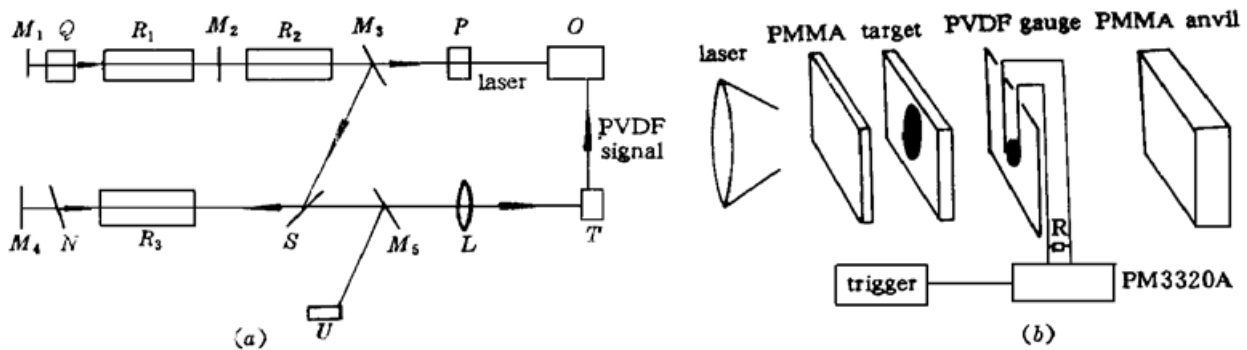 M₁ Q R₁ M₂ R₂ M₃ P O
laser
PVDF
signal
M₄ N R₃ S M₅ L T
U
(a)
PMMA target PVDF gauge PMMA anvil
laser
R
trigger
PM3320A
(b)